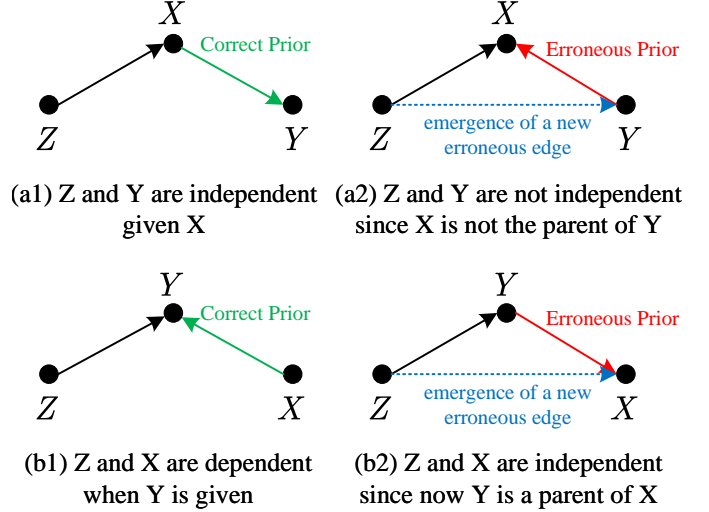 X
Correct Prior
Z
Y
(a1) Z and Y are independent
given X
X
Erroneous Prior
Z
emergence of a new
erroneous edge
Y
(a2) Z and Y are not independent
since X is not the parent of Y
Y
Correct Prior
Z
X
(b1) Z and X are dependent
when Y is given
Y
Erroneous Prior
Z
emergence of a new
erroneous edge
X
(b2) Z and X are independent
since now Y is a parent of X